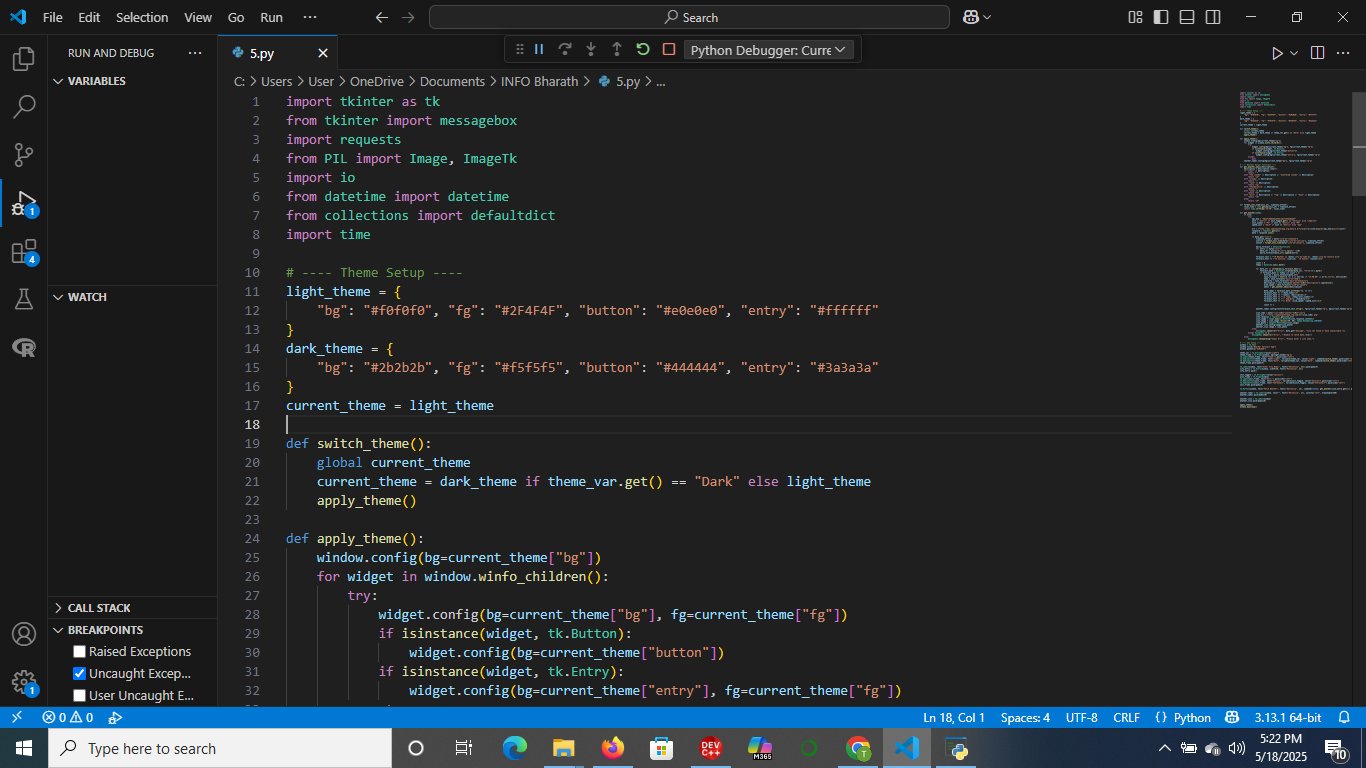 File Edit Selection View Go Run ···
Search
RUN AND DEBUG ···
5.py
Python Debugger: Curre
VARIABLES
C: > Users > User > OneDrive > Documents > INFO Bharath > 5.py > ...
1 import tkinter as tk
2 from tkinter import messagebox
3 import requests
4 from PIL import Image, ImageTk
5 import io
6 from datetime import datetime
7 from collections import defaultdict
8 import time
9
10 # ---- Theme Setup ----
11 light_theme = {
12     "bg": "#f0f0f0", "fg": "#2F4F4F", "button": "#e0e0e0", "entry": "#ffffff"
13 }
14 dark_theme = {
15     "bg": "#2b2b2b", "fg": "#f5f5f5", "button": "#444444", "entry": "#3a3a3a"
16 }
17 current_theme = light_theme
18
19 def switch_theme():
20     global current_theme
21     current_theme = dark_theme if theme_var.get() == "Dark" else light_theme
22     apply_theme()
23
24 def apply_theme():
25     window.config(bg=current_theme["bg"])
26     for widget in window.winfo_children():
27         try:
28             widget.config(bg=current_theme["bg"], fg=current_theme["fg"])
29             if isinstance(widget, tk.Button):
30                 widget.config(bg=current_theme["button"])
31             if isinstance(widget, tk.Entry):
32                 widget.config(bg=current_theme["entry"], fg=current_theme["fg"])
WATCH
CALL STACK
BREAKPOINTS
Raised Exceptions
Uncaught Excep...
User Uncaught E...
1
4
1
0 0
Ln 18, Col 1 Spaces: 4 UTF-8 CRLF {} Python 3.13.1 64-bit
Type here to search
DEV C++
M365
T
5:22 PM
5/18/2025
10